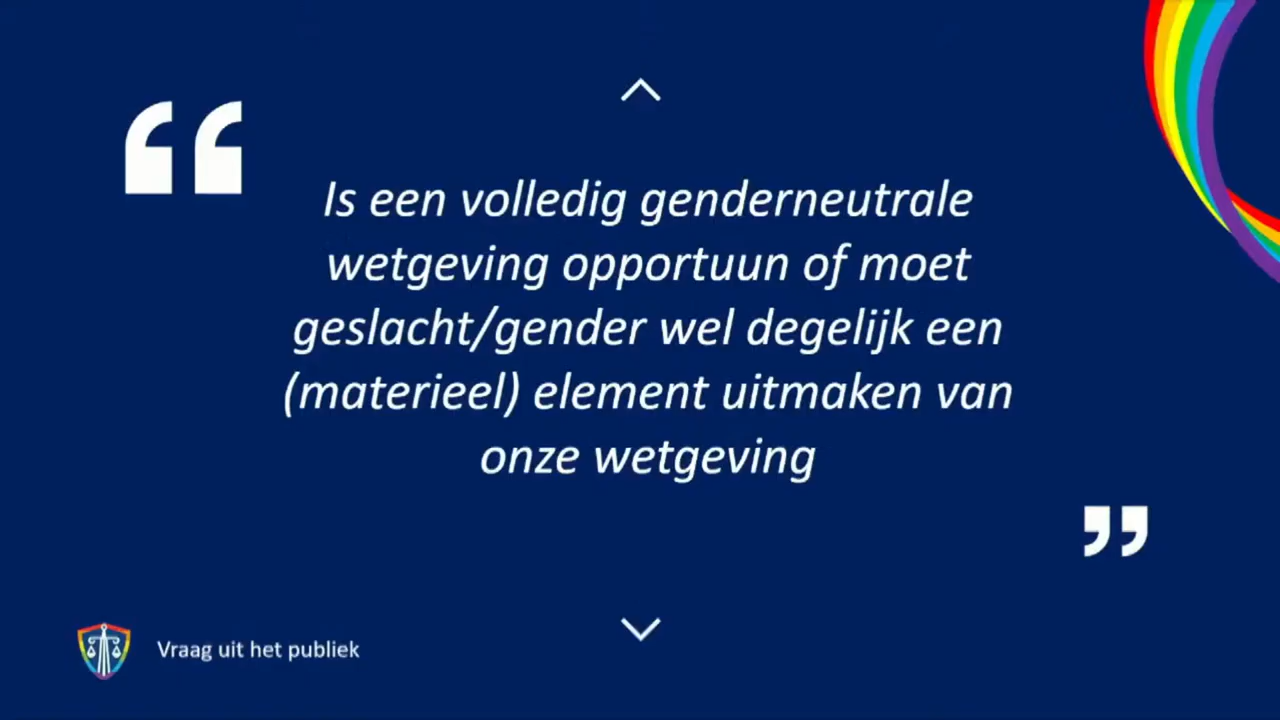 “
Is een volledig genderneutrale
wetgeving opportuun of moet
geslacht/gender wel degelijk een
(materieel) element uitmaken van
onze wetgeving
”
Vraag uit het publiek